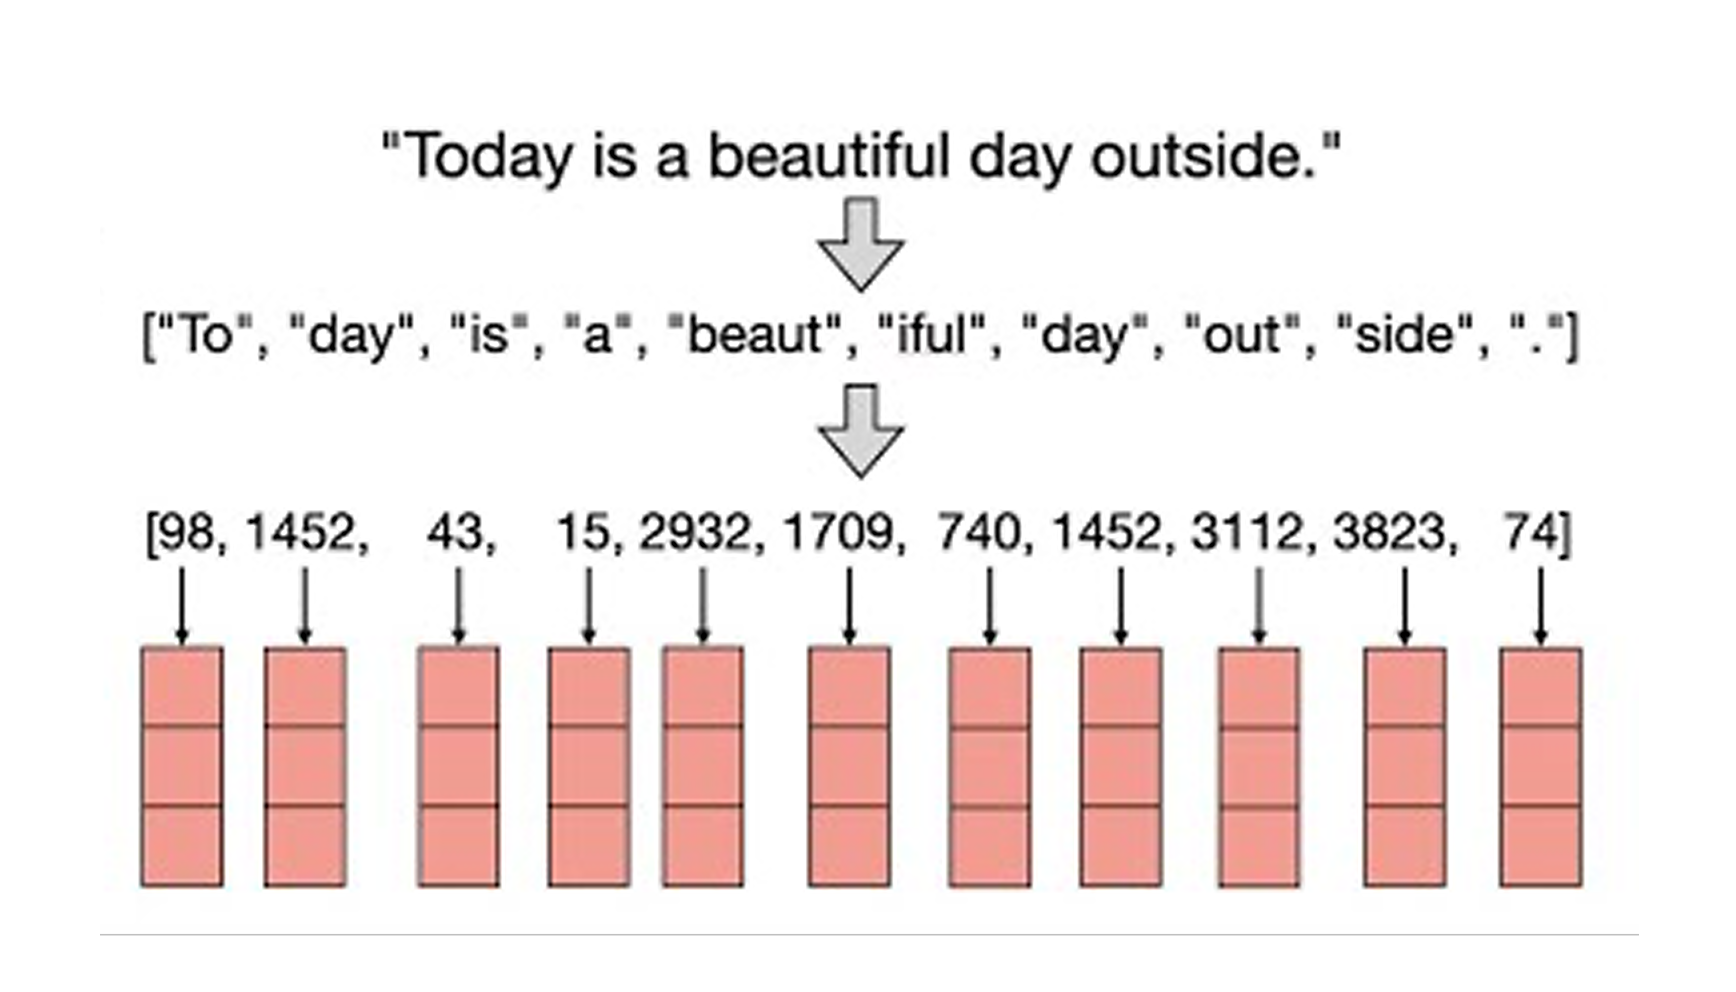 "Today is a beautiful day outside."
["To", "day", "is", "a", "beaut", "iful", "day", "out", "side", "."]
[98, 1452, 43, 15, 2932, 1709, 740, 1452, 3112, 3823, 74]